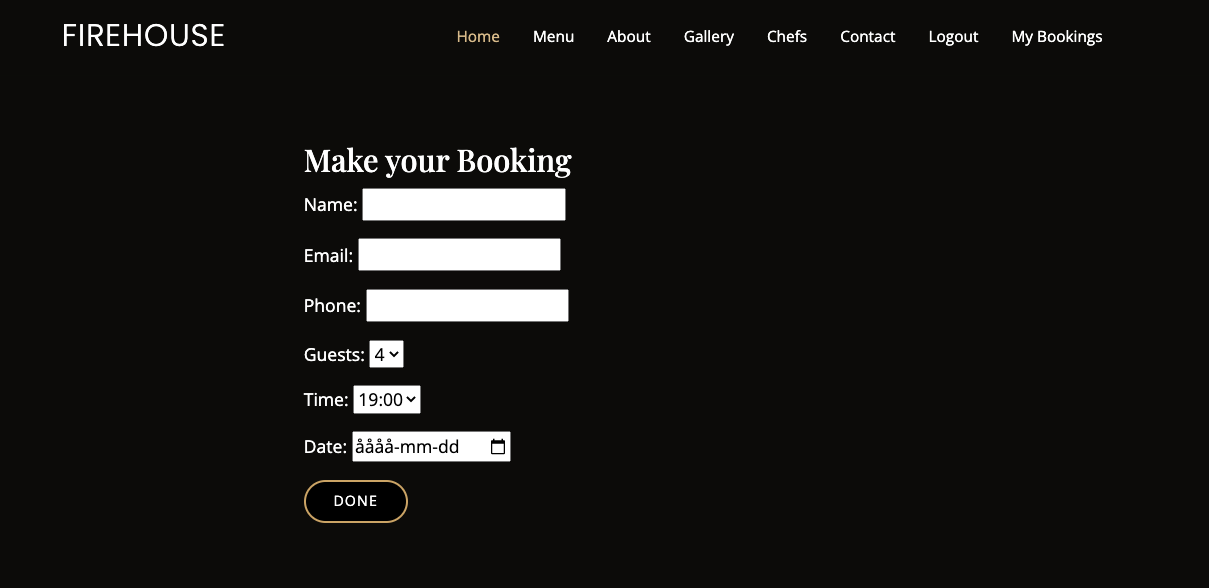 FIREHOUSE
Home Menu About Gallery Chefs Contact Logout My Bookings
Make your Booking
Name:
Email:
Phone:
Guests: 4
Time: 19:00
Date: åååå-mm-dd
DONE